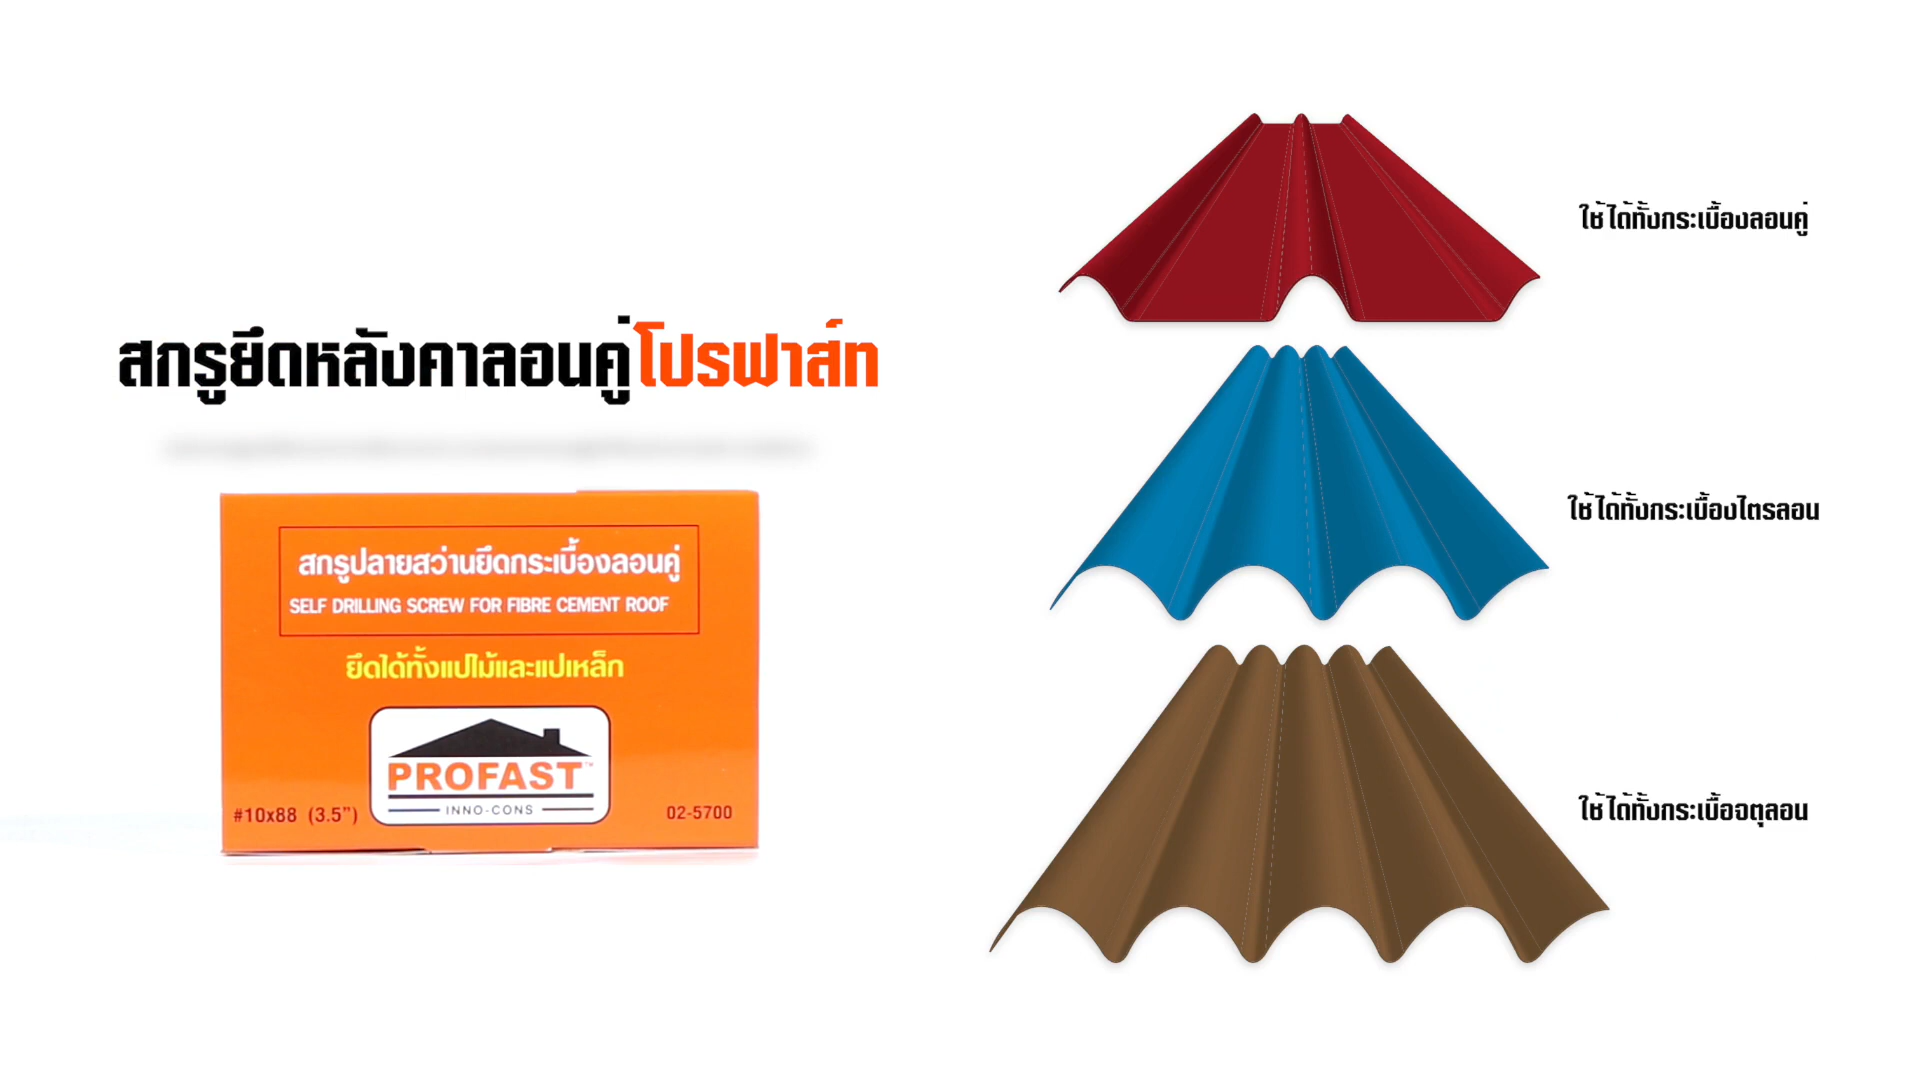 สกรูยึดหลังคาลอนคู่โปรฟาส์ท
สกรูปลายสว่านยึดกระเบื้องลอนคู่
SELF DRILLING SCREW FOR FIBRE CEMENT ROOF
ยึดได้ทั้งแปไม้และแปเหล็ก
PROFAST™
INNO-CONS
#10x88 (3.5”)
02-5700
ใช้ได้ทั้งกระเบื้องลอนคู่
ใช้ได้ทั้งกระเบื้องไตรลอน
ใช้ได้ทั้งกระเบื้อจตุลอน